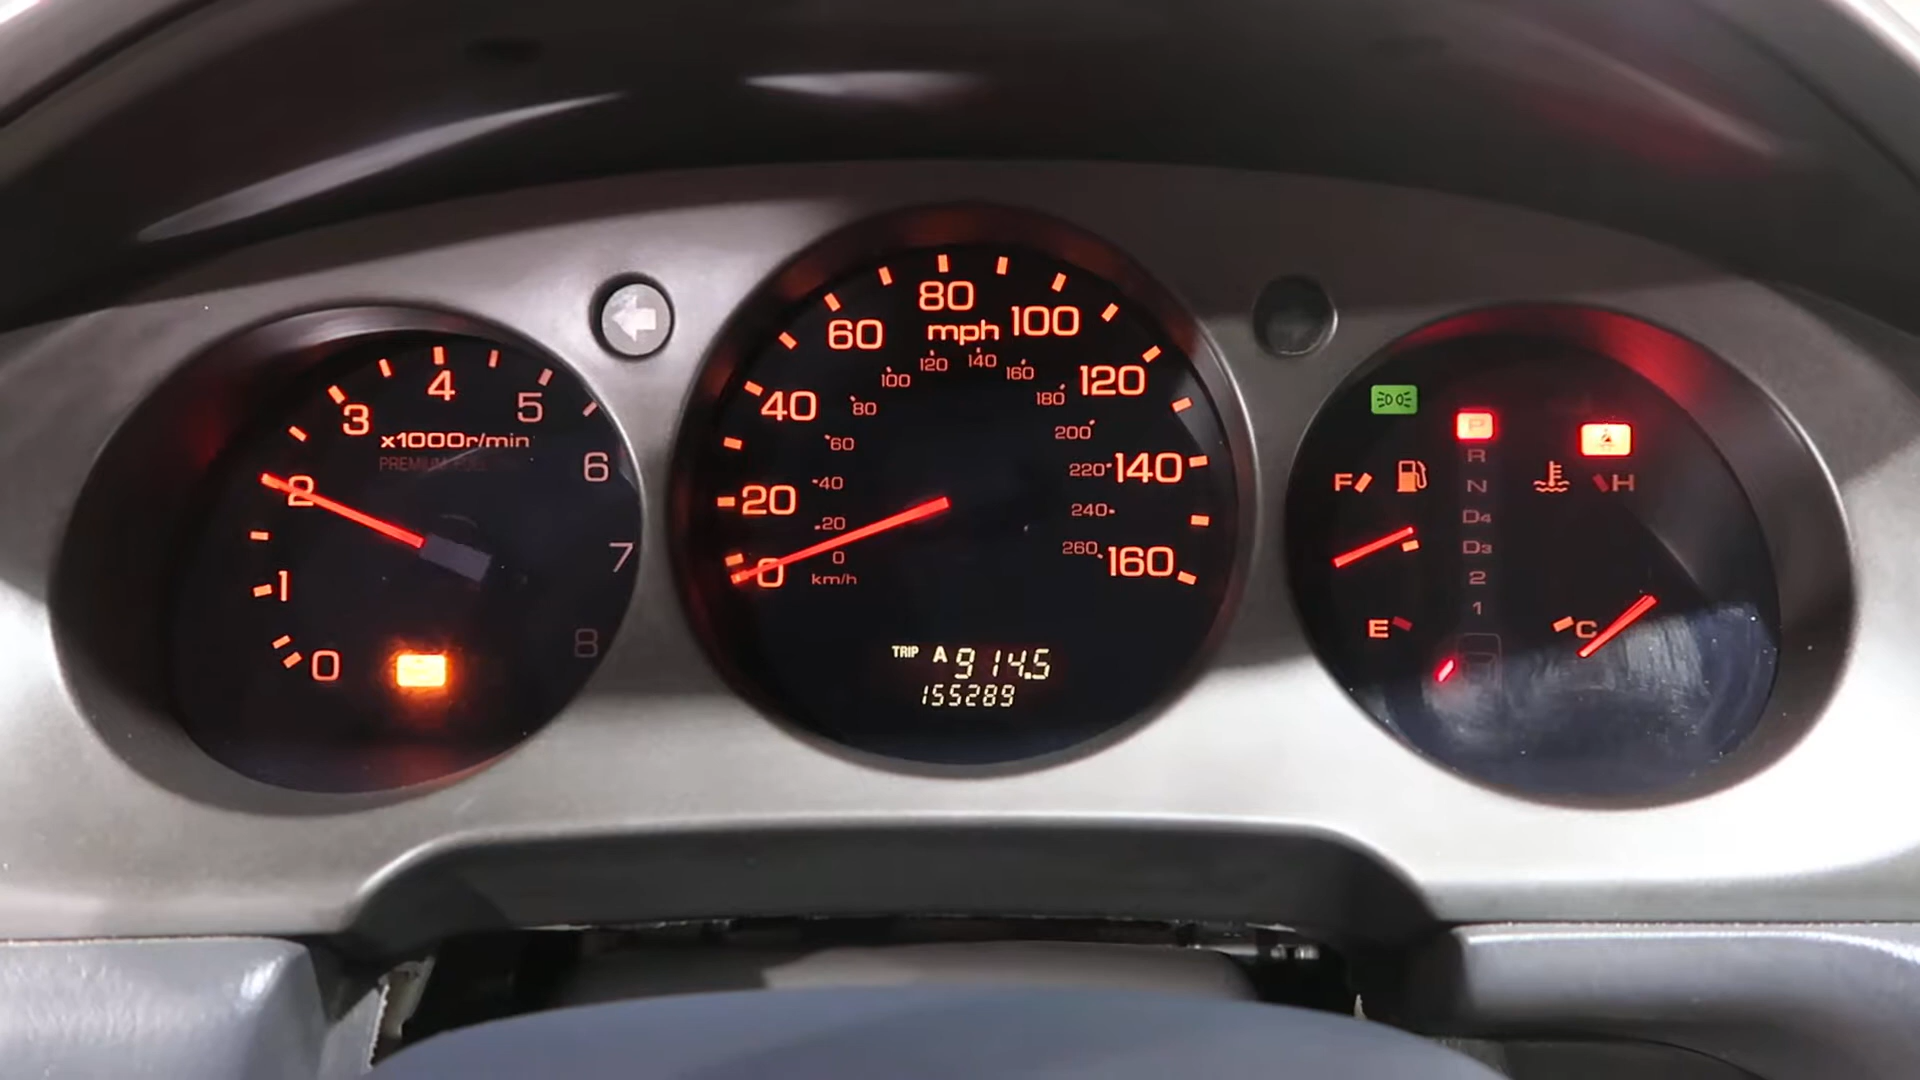 0 1 2 3 4 5 6 7 8
x1000r/min
PREMIUM FUEL
0 20 40 60 80 100 120 140 160
mph
0 20 40 60 80 100 120 140 160 180 200 220 240 260
km/h
TRIP A 914.5
155289
F
E
P
R
N
D4
D3
2
1
H
C